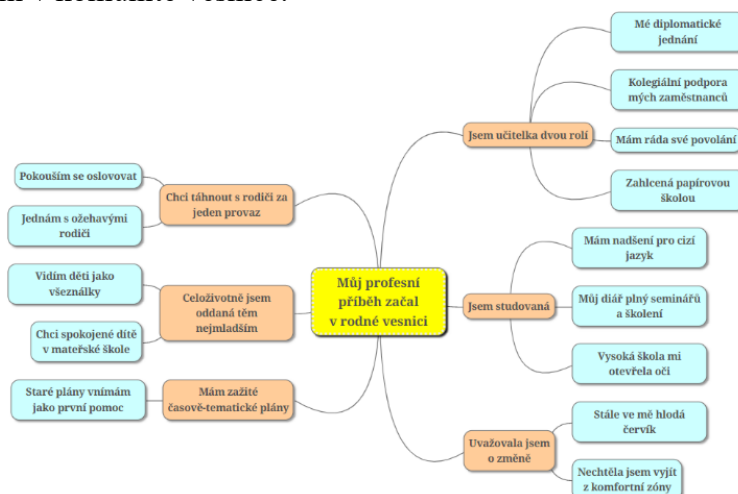 Mé diplomatické
jednání
Kolegiální podpora
mých zaměstnanců
Jsem učitelka dvou rolí
Mám ráda své povolání
Zahlcená papírovou
školou
Pokouším se oslovovat
Chci táhnout s rodiči za
jeden provaz
Jednám s ožehavými
rodiči
Mám nadšení pro cizí
jazyk
Vidím děti jako
všeználky
Celoživotně jsem
oddaná těm
nejmladším
Můj profesní
příběh začal
v rodné vesnici
Jsem studovaná
Můj diář plný seminářů
a školení
Chci spokojené dítě
v mateřské škole
Vysoká škola mi
otevřela oči
Staré plány vnímám
jako první pomoc
Mám zažité
časově-tematické plány
Stále ve mě hlodá
červík
Uvažovala jsem
o změně
Nechtěla jsem vyjít
z komfortní zóny